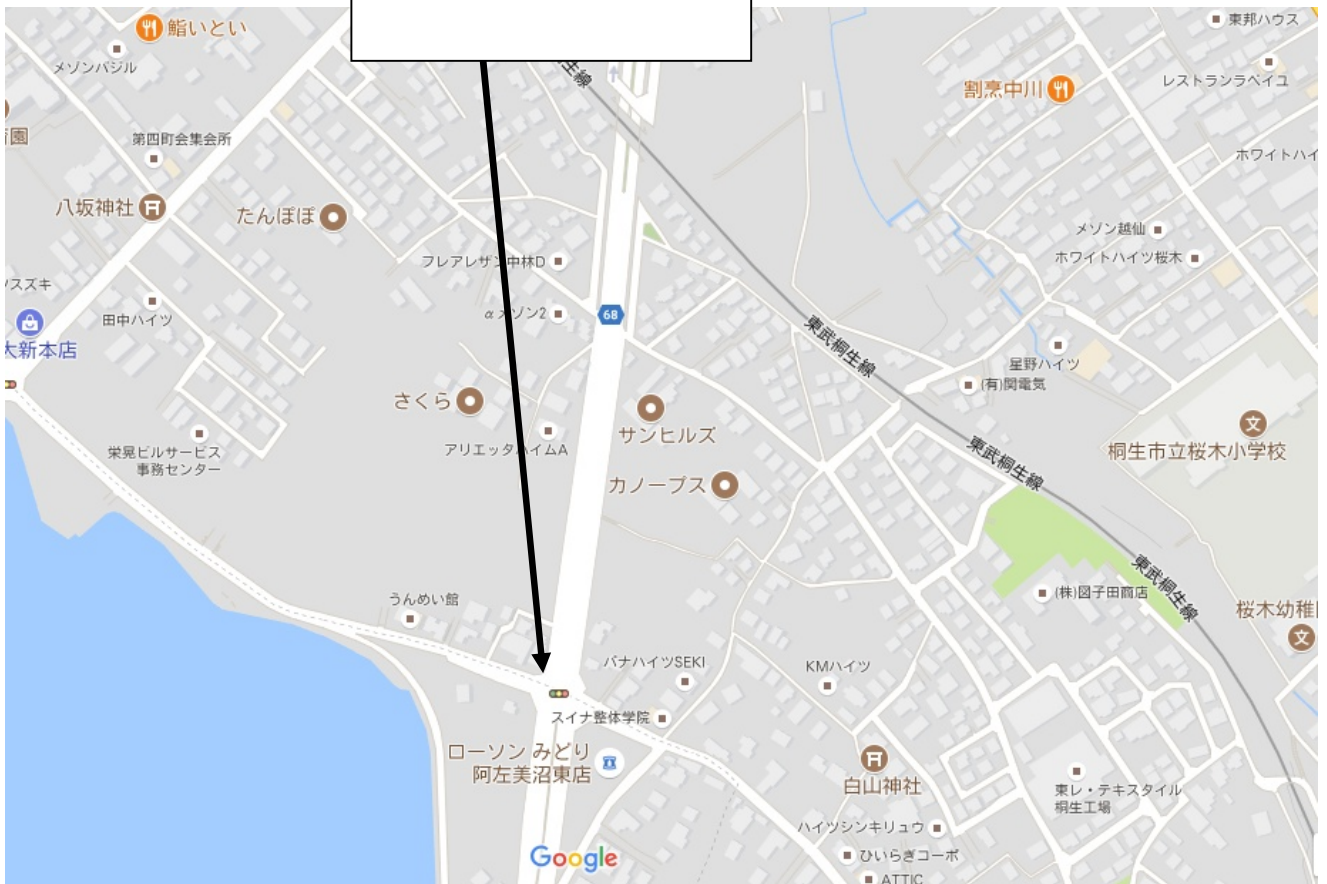 鮨いとい
東邦ハウス
メゾンバジル
レストランラペイユ
割烹中川
第四町会集会所
ホワイトハイ
八坂神社
たんぽぽ
メゾン越仙
ホワイトハイツ桜木
フレアレザン中林D
スズキ
田中ハイツ
αメゾン2
68
東武桐生線
大新本店
星野ハイツ
(有)関電気
さくら
サンヒルズ
アリエッタハイムA
栄晃ビルサービス
事務センター
桐生市立桜木小学校
東武桐生線
カノープス
東武桐生線
(株)図子田商店
うんめい館
桜木幼稚
バナハイツSEKI
KMハイツ
スイナ整体学院
ローソン みどり
阿左美沼東店
白山神社
東レ・テキスタイル
桐生工場
ハイツシンキリュウ
Google
ひいらぎコーポ
ATTIC